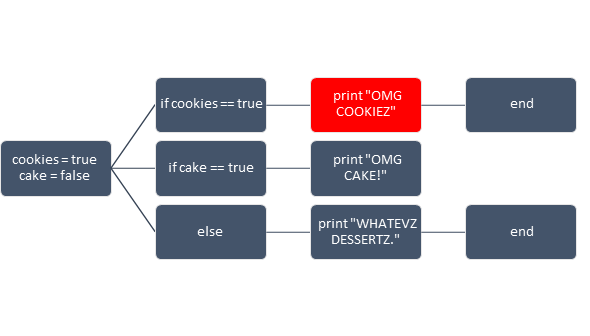 if cookies == true
print "OMG
COOKIEZ"
end
cookies = true
cake = false
if cake == true
print "OMG
CAKE!"
else
print "WHATEVZ
DESSERTZ."
end